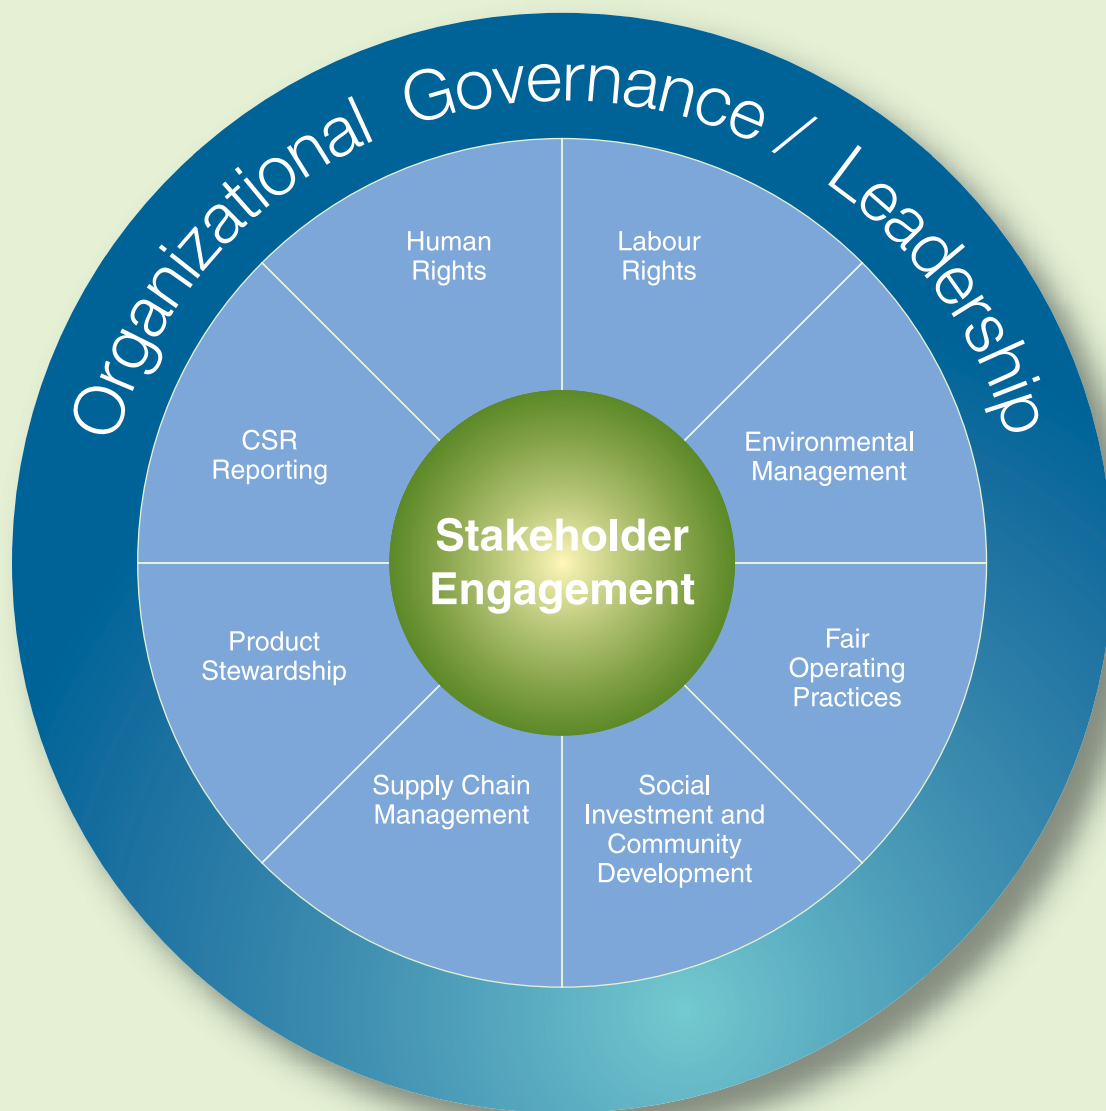 Organizational Governance / Leadership
Human
Rights
Labour
Rights
CSR
Reporting
Environmental
Management
Stakeholder
Engagement
Product
Stewardship
Fair
Operating
Practices
Supply Chain
Management
Social
Investment and
Community
Development